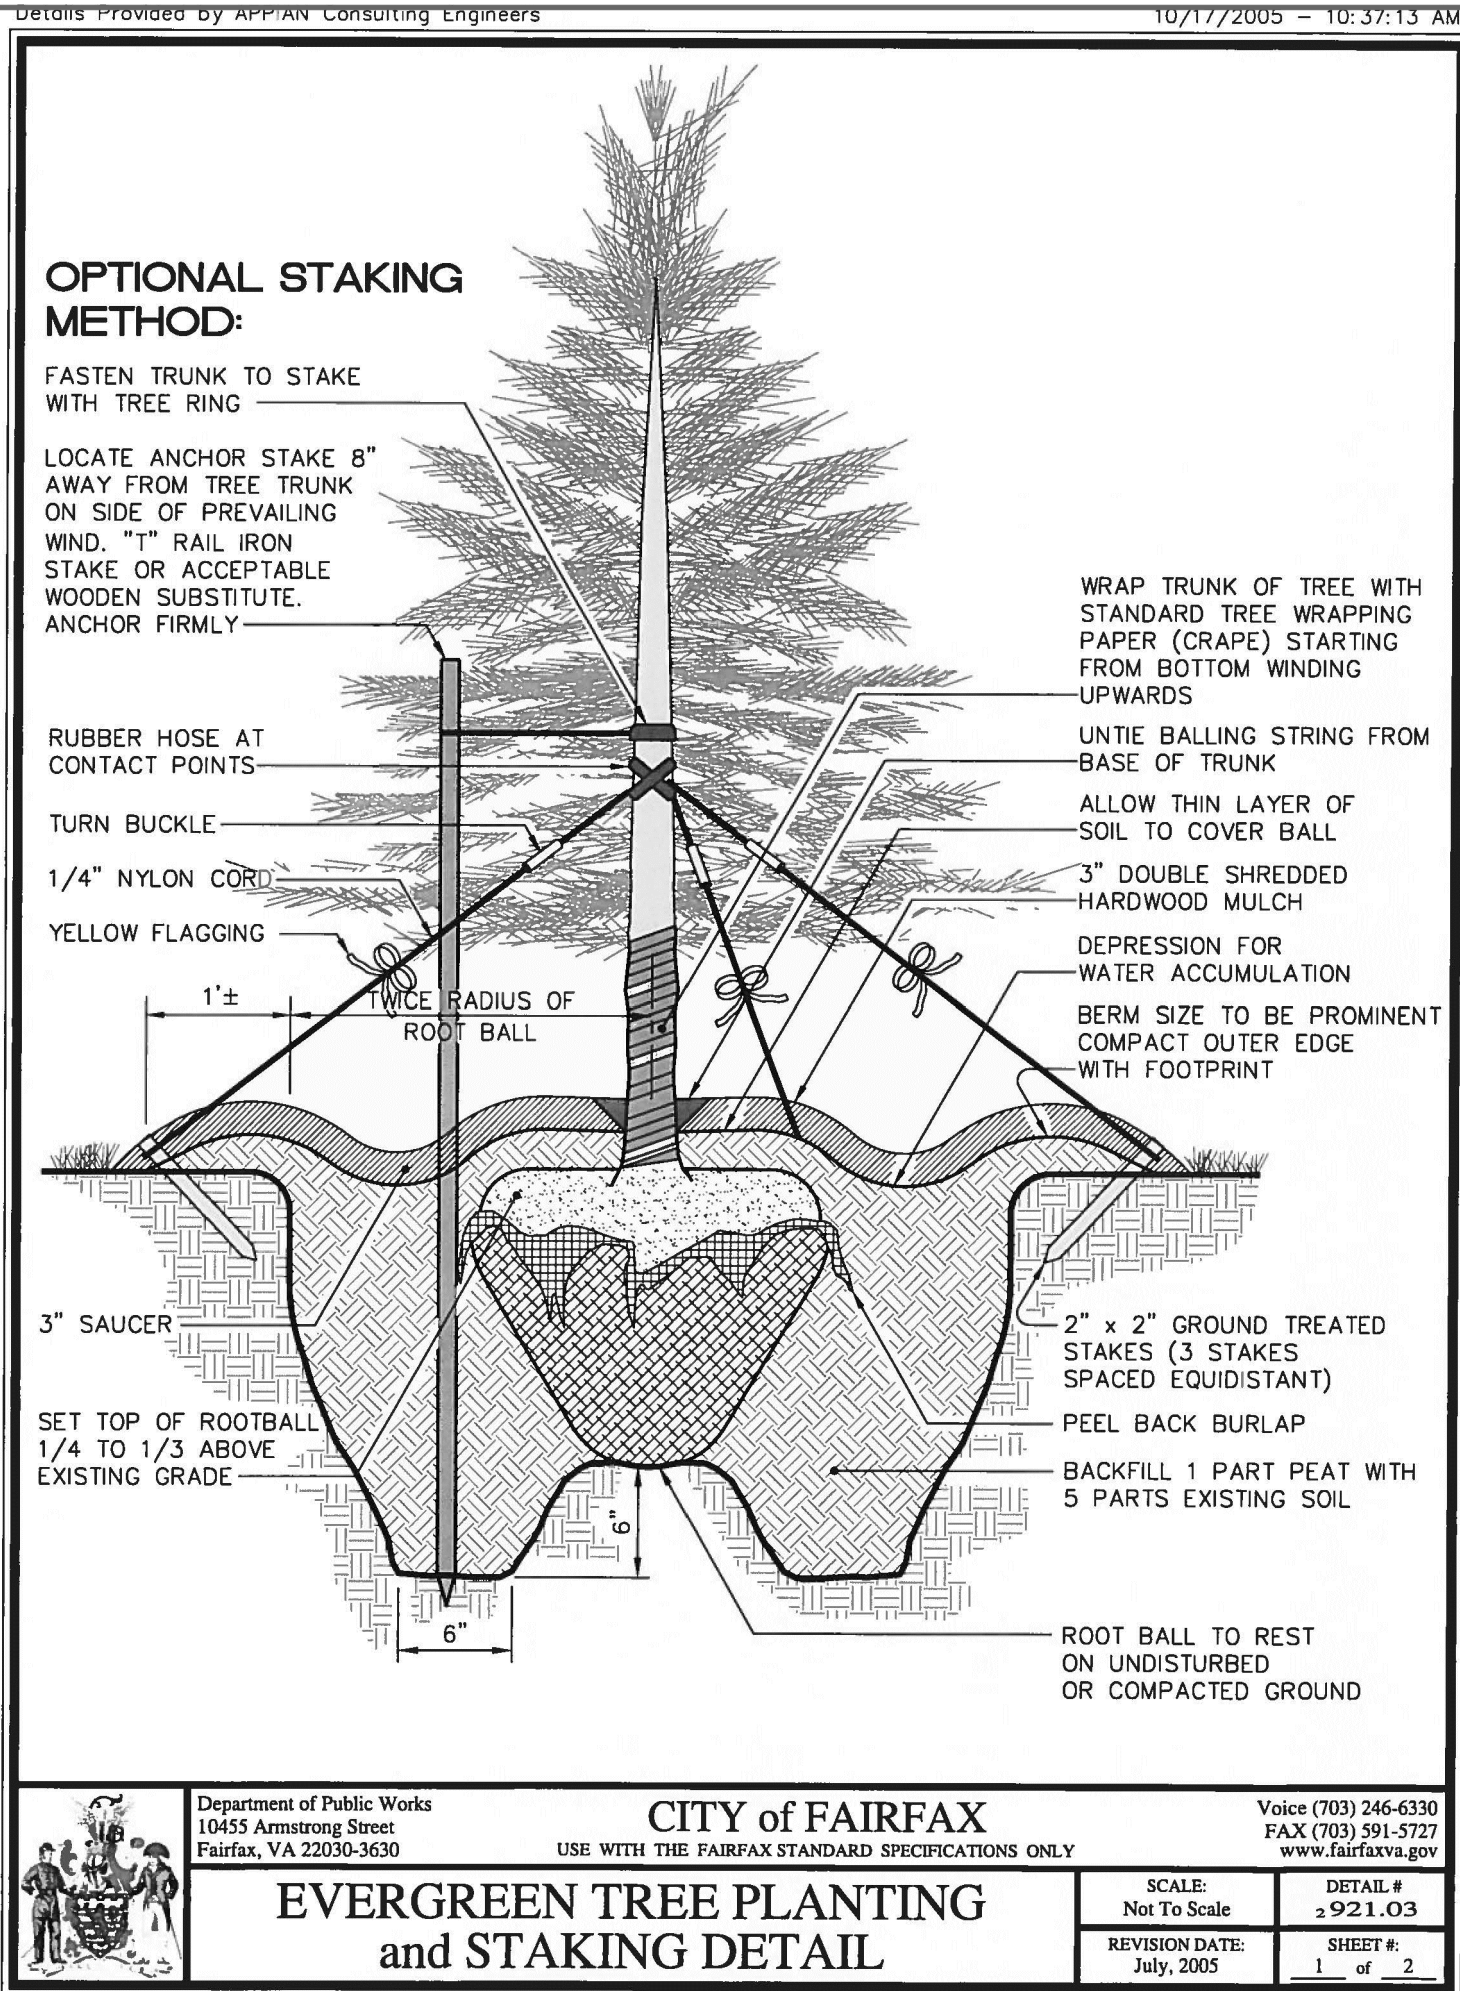 Details Provided by APPIAN Consulting Engineers
10/17/2005 - 10:37:13 AM
OPTIONAL STAKING
METHOD:
FASTEN TRUNK TO STAKE
WITH TREE RING
LOCATE ANCHOR STAKE 8"
AWAY FROM TREE TRUNK
ON SIDE OF PREVAILING
WIND. "T" RAIL IRON
STAKE OR ACCEPTABLE
WOODEN SUBSTITUTE.
ANCHOR FIRMLY
RUBBER HOSE AT
CONTACT POINTS
TURN BUCKLE
1/4" NYLON CORD
YELLOW FLAGGING
1'±
TWICE RADIUS OF
ROOT BALL
3" SAUCER
SET TOP OF ROOTBALL
1/4 TO 1/3 ABOVE
EXISTING GRADE
6"
6"
WRAP TRUNK OF TREE WITH
STANDARD TREE WRAPPING
PAPER (CRAPE) STARTING
FROM BOTTOM WINDING
UPWARDS
UNTIE BALLING STRING FROM
BASE OF TRUNK
ALLOW THIN LAYER OF
SOIL TO COVER BALL
3" DOUBLE SHREDDED
HARDWOOD MULCH
DEPRESSION FOR
WATER ACCUMULATION
BERM SIZE TO BE PROMINENT
COMPACT OUTER EDGE
WITH FOOTPRINT
2" x 2" GROUND TREATED
STAKES (3 STAKES
SPACED EQUIDISTANT)
PEEL BACK BURLAP
BACKFILL 1 PART PEAT WITH
5 PARTS EXISTING SOIL
ROOT BALL TO REST
ON UNDISTURBED
OR COMPACTED GROUND
Department of Public Works
10455 Armstrong Street
Fairfax, VA 22030-3630
CITY of FAIRFAX
USE WITH THE FAIRFAX STANDARD SPECIFICATIONS ONLY
Voice (703) 246-6330
FAX (703) 591-5727
www.fairfaxva.gov
EVERGREEN TREE PLANTING
and STAKING DETAIL
SCALE:
Not To Scale
DETAIL #
2921.03
REVISION DATE:
July, 2005
SHEET #:
1 of 2